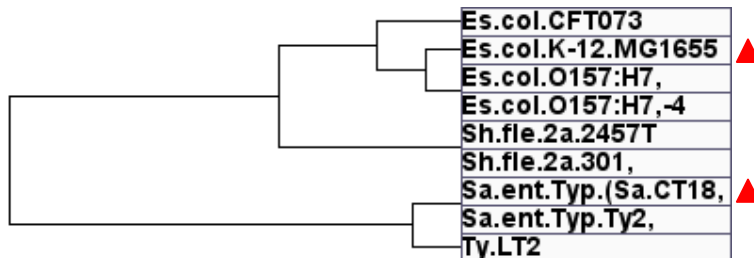 Es.col.CFT073
Es.col.K-12.MG1655
Es.col.O157:H7,
Es.col.O157:H7,-4
Sh.fle.2a.2457T
Sh.fle.2a.301,
Sa.ent.Typ.(Sa.CT18,
Sa.ent.Typ.Ty2,
Ty.LT2